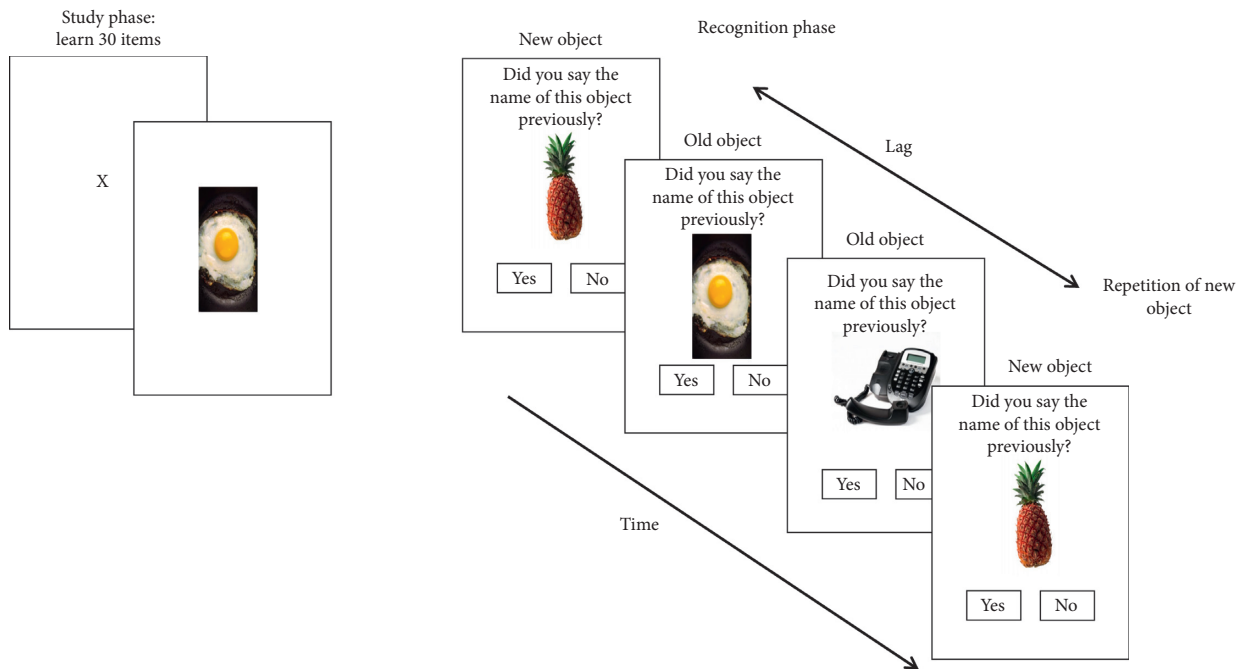 Study phase:
learn 30 items
X
Recognition phase
New object
Did you say the
name of this object
previously?
Yes No
Old object
Did you say the
name of this object
previously?
Yes No
Old object
Did you say the
name of this object
previously?
Yes No
New object
Did you say the
name of this object
previously?
Yes No
Lag
Repetition of new
object
Time